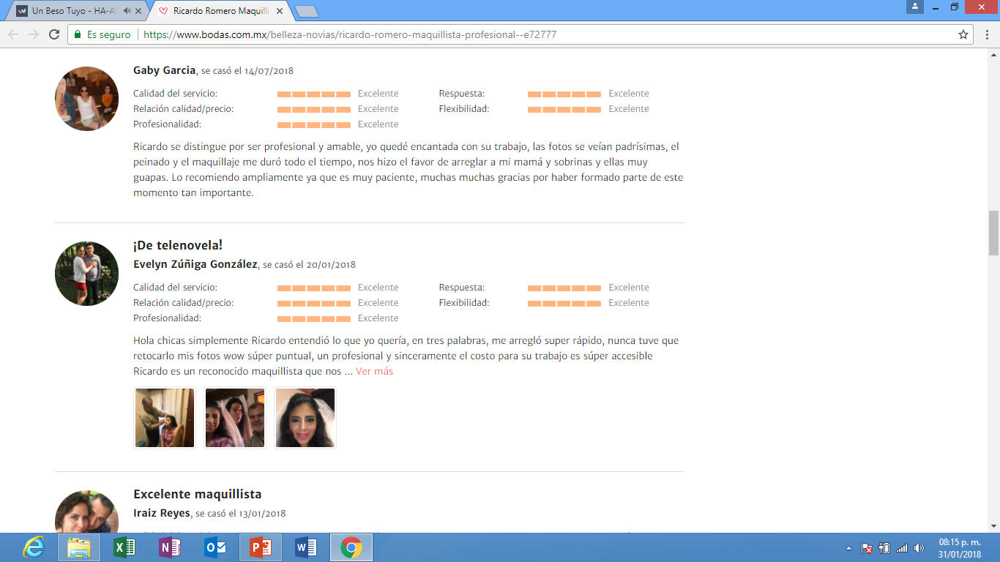 Un Beso Tuyo - HA-A
Ricardo Romero Maquilli
Es seguro
https://www.bodas.com.mx/belleza-novias/ricardo-romero-maquillista-profesional--e72777
Gaby Garcia, se casó el 14/07/2018
Calidad del servicio: Excelente Respuesta: Excelente
Relación calidad/precio: Excelente Flexibilidad: Excelente
Profesionalidad: Excelente
Ricardo se distingue por ser profesional y amable, yo quedé encantada con su trabajo, las fotos se veían padrísimas, el
peinado y el maquillaje me duró todo el tiempo, nos hizo el favor de arreglar a mi mamá y sobrinas y ellas muy
guapas. Lo recomiendo ampliamente ya que es muy paciente, muchas muchas gracias por haber formado parte de este
momento tan importante.
¡De telenovela!
Evelyn Zúñiga González, se casó el 20/01/2018
Calidad del servicio: Excelente Respuesta: Excelente
Relación calidad/precio: Excelente Flexibilidad: Excelente
Profesionalidad: Excelente
Hola chicas simplemente Ricardo entendió lo que yo quería, en tres palabras, me arregló super rápido, nunca tuve que
retocarlo mis fotos wow súper puntual, un profesional y sinceramente el costo para su trabajo es súper accesible
Ricardo es un reconocido maquillista que nos ... Ver más
Excelente maquillista
Iraiz Reyes, se casó el 13/01/2018
08:15 p. m.
31/01/2018